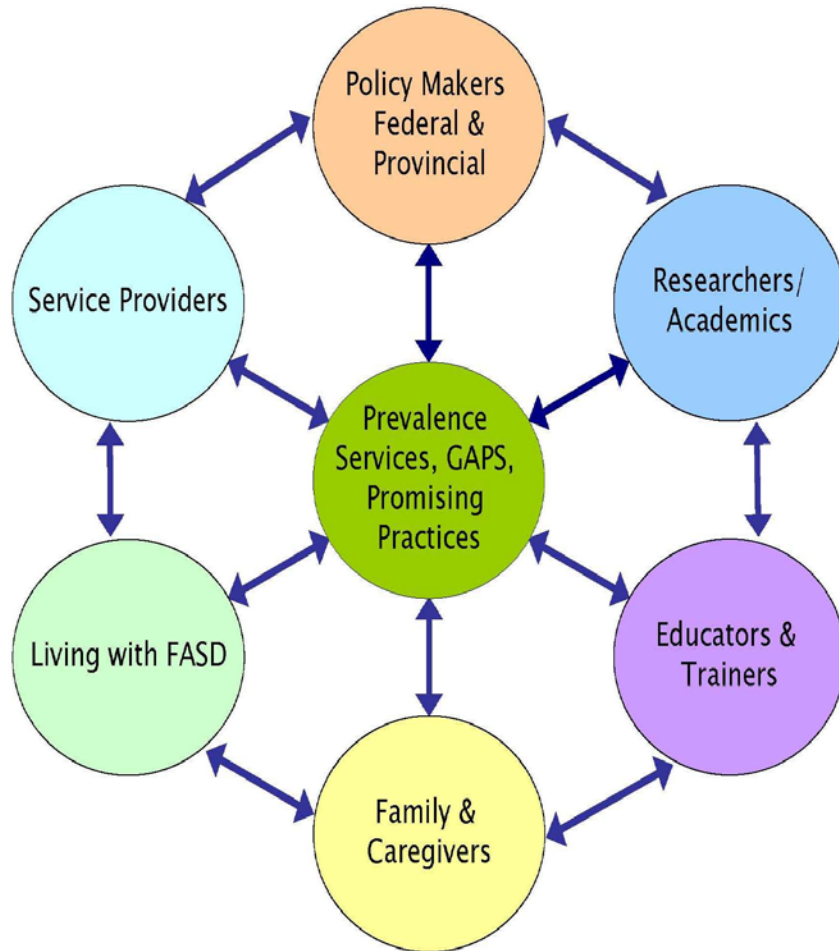 Policy Makers
Federal &
Provincial
Service Providers
Researchers/
Academics
Prevalence
Services, GAPS,
Promising
Practices
Living with FASD
Educators &
Trainers
Family &
Caregivers